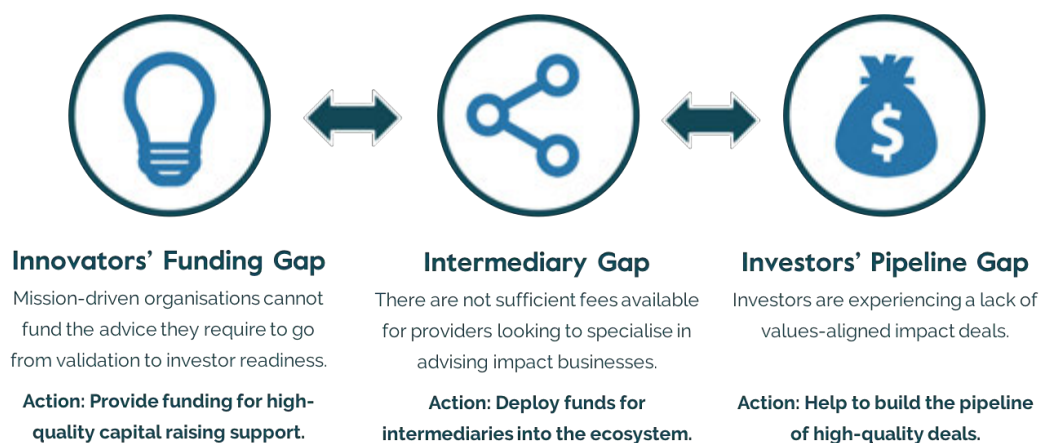 $
Innovators’ Funding Gap
Mission-driven organisations cannot
fund the advice they require to go
from validation to investor readiness.
Action: Provide funding for high-
quality capital raising support.
Intermediary Gap
There are not sufficient fees available
for providers looking to specialise in
advising impact businesses.
Action: Deploy funds for
intermediaries into the ecosystem.
Investors’ Pipeline Gap
Investors are experiencing a lack of
values-aligned impact deals.
Action: Help to build the pipeline
of high-quality deals.